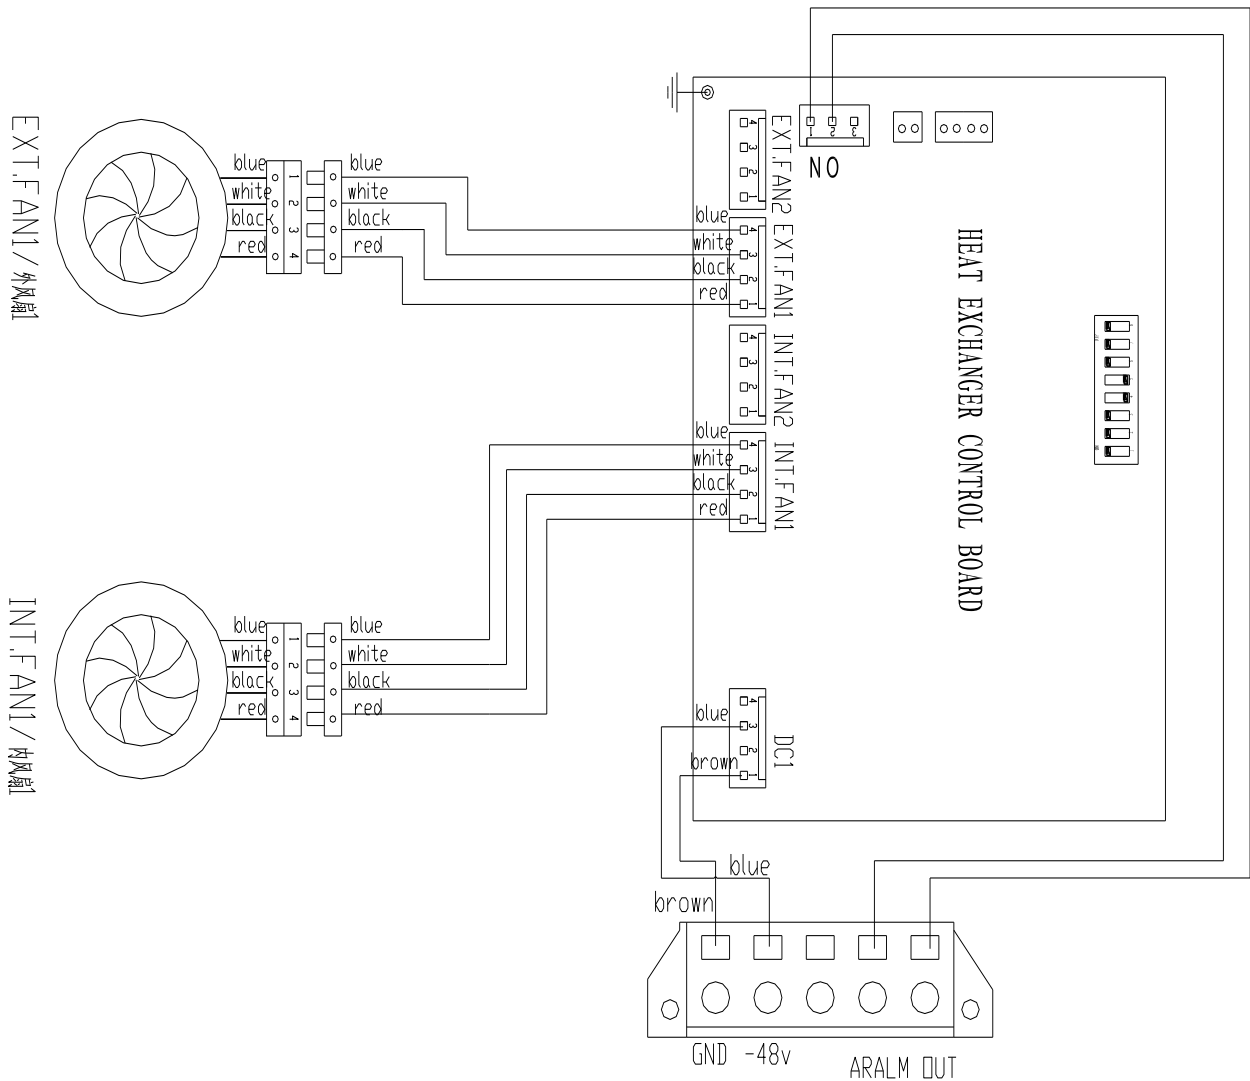 EXT.FAN1/外风扇1
blue
white
black
red
1
2
3
4
blue
white
black
red
blue
white
black
red
4
3
2
1
EXT.FAN2
4
3
2
1
EXT.FAN1
4
3
2
1
INT.FAN2
blue
white
black
red
4
3
2
1
INT.FAN1
1
2
3
NO
HEAT EXCHANGER CONTROL BOARD
INT.FAN1/内风扇1
blue
white
black
red
1
2
3
4
blue
white
black
red
blue
brown
4
3
2
1
DC1
blue
brown
GND -48v
ARALM OUT